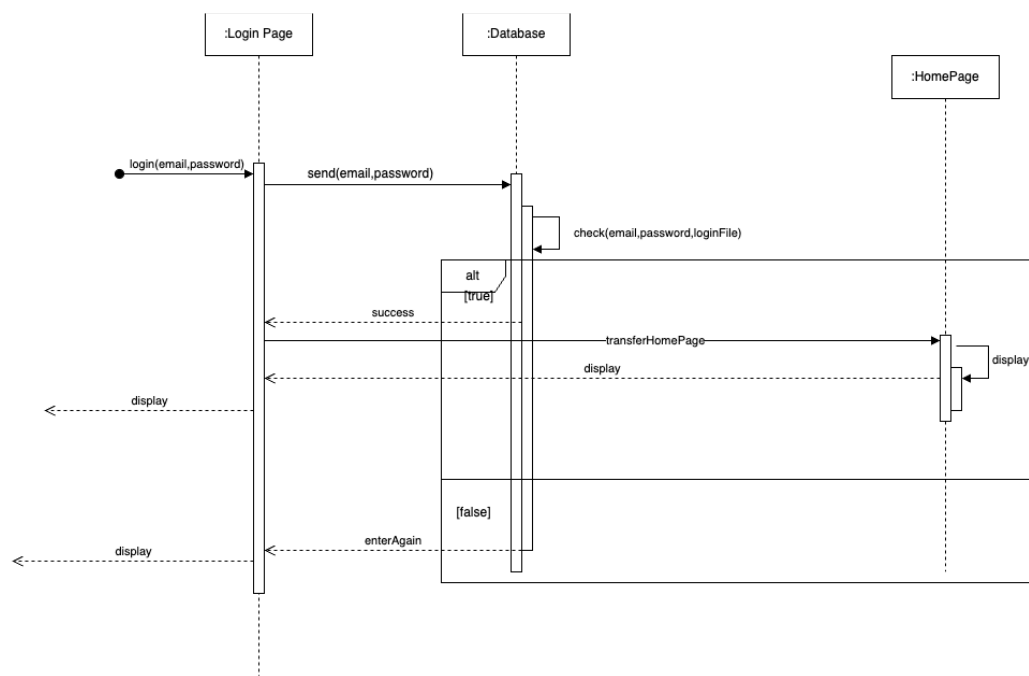 :Login Page
:Database
:HomePage
login(email,password)
send(email,password)
check(email,password,loginFile)
alt
[true]
success
transferHomePage
display
display
display
[false]
enterAgain
display